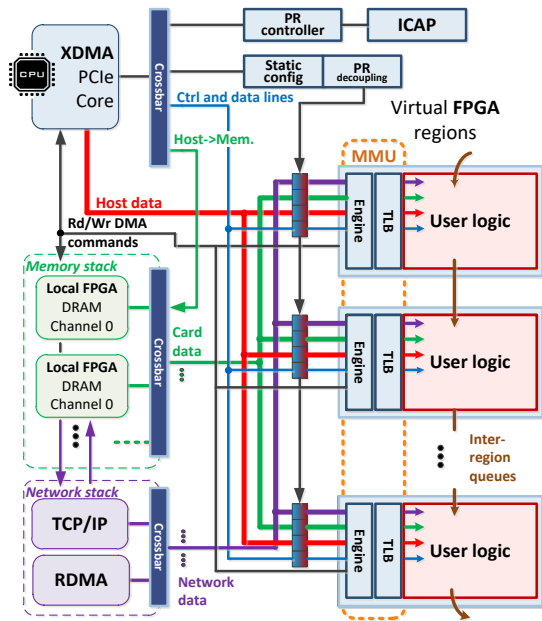 PR
controller
ICAP
XDMA
PCIe
Core
CPU
Crossbar
Static
config
PR
decoupling
Ctrl and data lines
Host->Mem.
Virtual FPGA
regions
MMU
Host data
Rd/Wr DMA
commands
Engine
TLB
User logic
Memory stack
Local FPGA
DRAM
Channel 0
Crossbar
Card
data
Local FPGA
DRAM
Channel 0
Engine
TLB
User logic
Inter-
region
queues
Network stack
TCP/IP
RDMA
Crossbar
Network
data
Engine
TLB
User logic